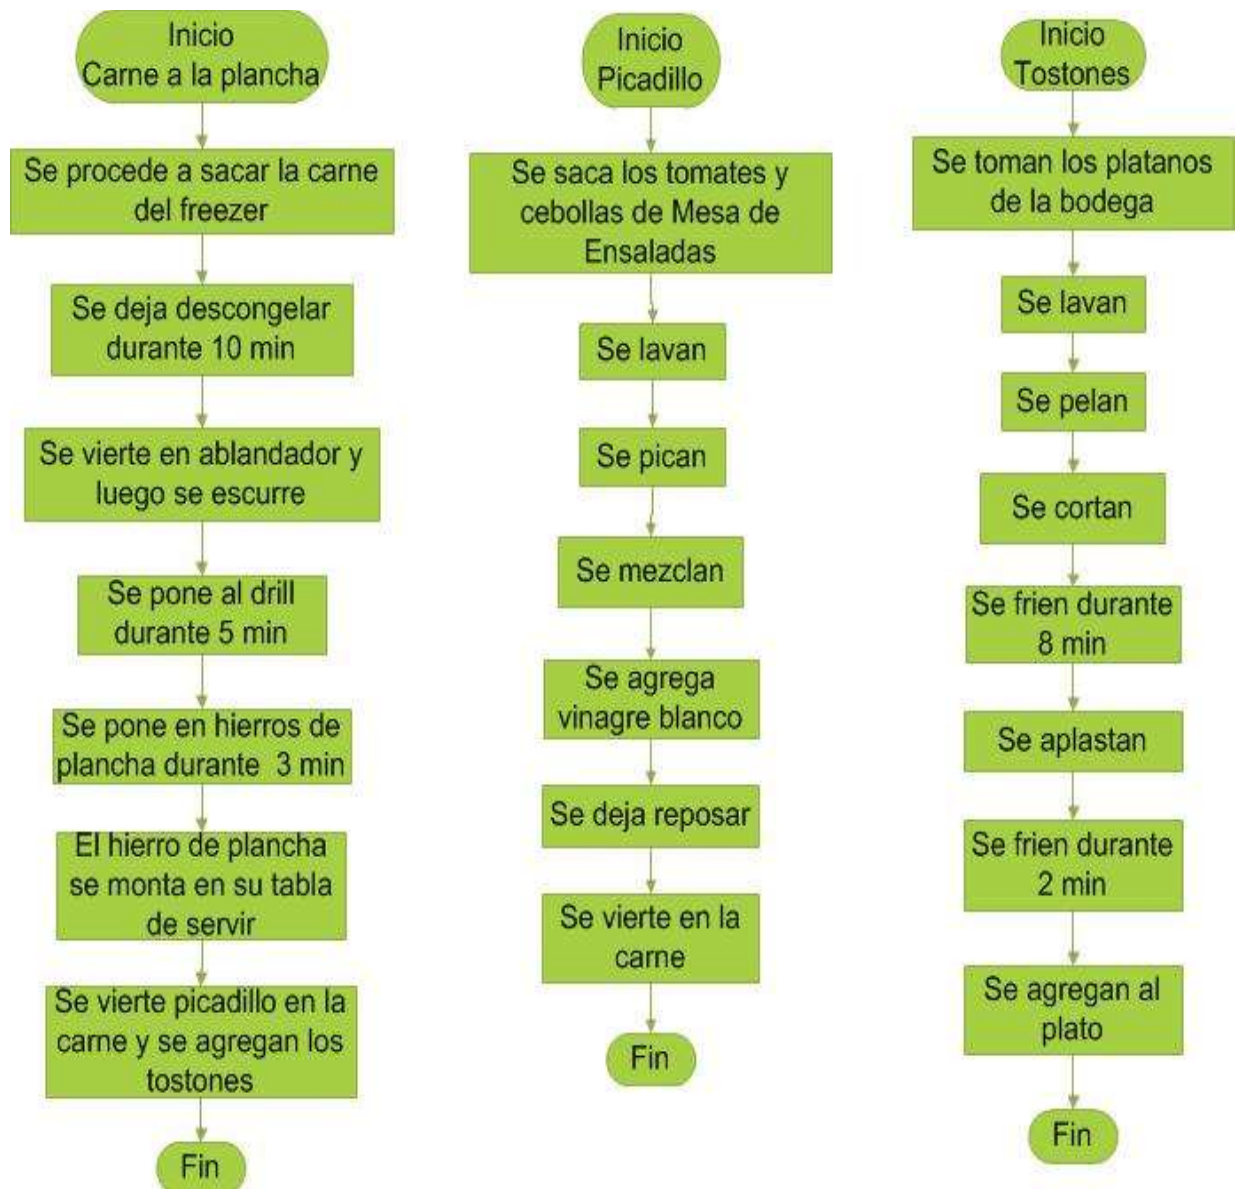 Inicio
Carne a la plancha
Se procede a sacar la carne
del freezer
Se deja descongelar
durante 10 min
Se vierte en ablandador y
luego se escurre
Se pone al drill
durante 5 min
Se pone en hierros de
plancha durante 3 min
El hierro de plancha
se monta en su tabla
de servir
Se vierte picadillo en la
carne y se agregan los
tostones
Fin
Inicio
Picadillo
Se saca los tomates y
cebollas de Mesa de
Ensaladas
Se lavan
Se pican
Se mezclan
Se agrega
vinagre blanco
Se deja reposar
Se vierte en la
carne
Fin
Inicio
Tostones
Se toman los platanos
de la bodega
Se lavan
Se pelan
Se cortan
Se frien durante
8 min
Se aplastan
Se frien durante
2 min
Se agregan al
plato
Fin